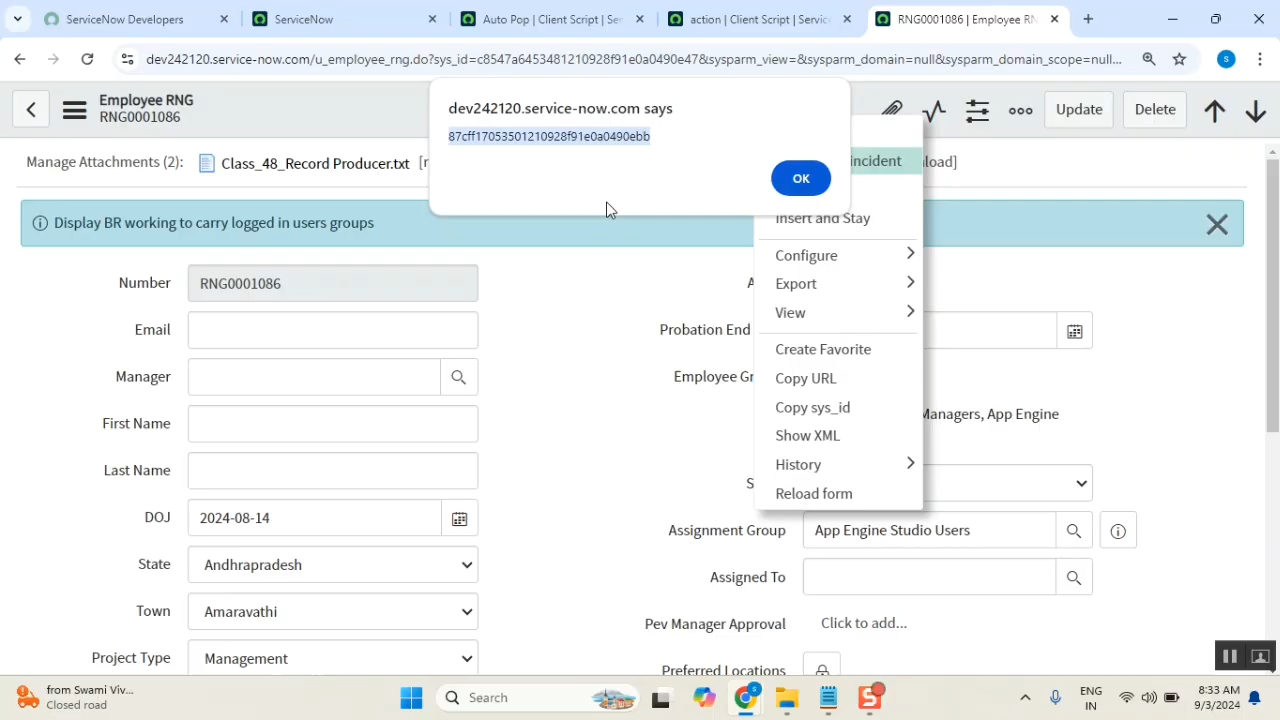 ServiceNow Developers
ServiceNow
Auto Pop | Client Script | Ser
action | Client Script | Service
RNG0001086 | Employee RN
dev242120.service-now.com/u_employee_rng.do?sys_id=c8547a6453481210928f91e0a0490e47&sysparm_view=&sysparm_domain=null&sysparm_domain_scope=null...
S
Employee RNG
RNG0001086
Update
Delete
dev242120.service-now.com says
87cff17053501210928f91e0a0490ebb
OK
Manage Attachments (2):
Class_48_Record Producer.txt
incident
Display BR working to carry logged in users groups
Insert and Stay
Configure
Export
View
Create Favorite
Copy URL
Copy sys_id
Show XML
History
Reload form
Number
RNG0001086
Email
Probation End
Manager
Employee Gr
First Name
Managers, App Engine
Last Name
S
DOJ
2024-08-14
Assignment Group
App Engine Studio Users
State
Andhrapradesh
Assigned To
Town
Amaravathi
Pev Manager Approval
Click to add...
Project Type
Management
Preferred Locations
from Swami Viv...
Closed road
Search
ENG
IN
8:33 AM
9/3/2024